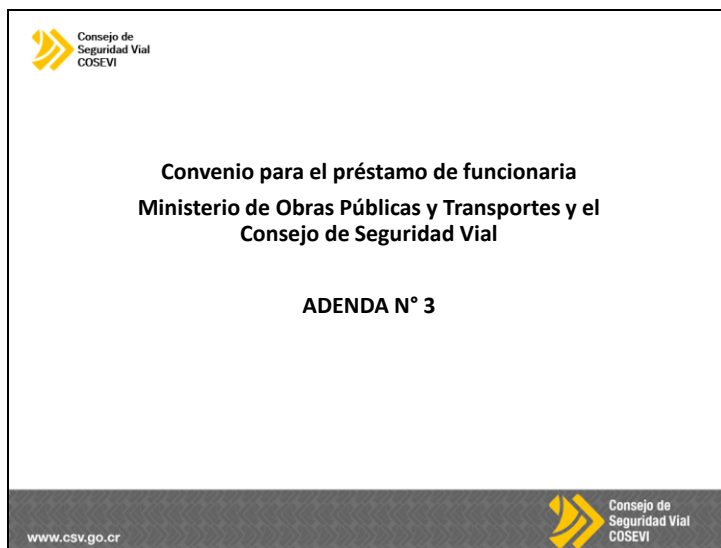 Consejo de
Seguridad Vial
COSEVI
Convenio para el préstamo de funcionaria
Ministerio de Obras Públicas y Transportes y el
Consejo de Seguridad Vial
ADENDA N° 3
www.csv.go.cr
Consejo de
Seguridad Vial
COSEVI